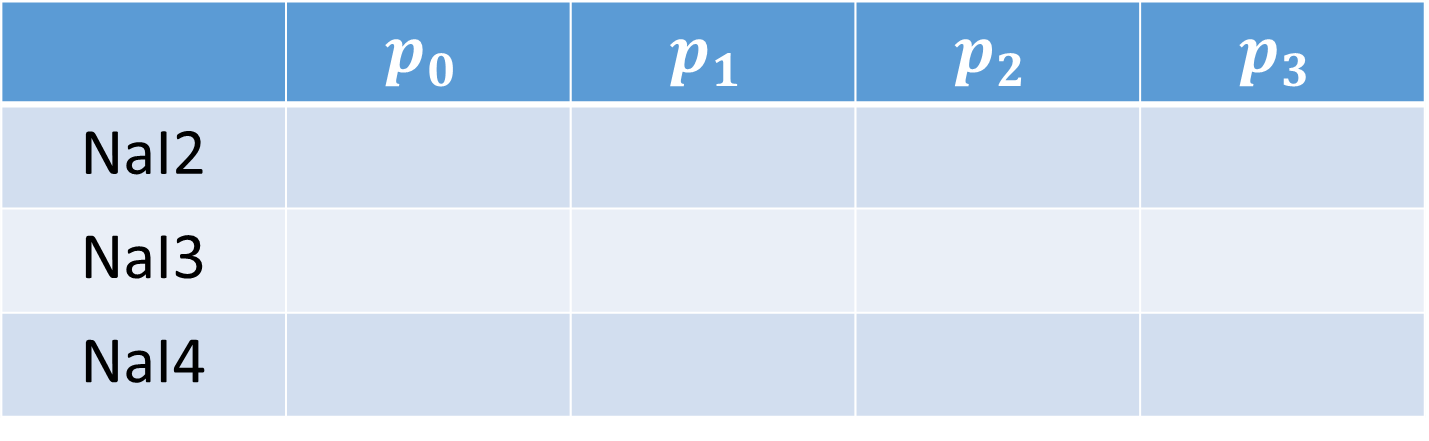 p₀ p₁ p₂ p₃
NaI2
NaI3
NaI4